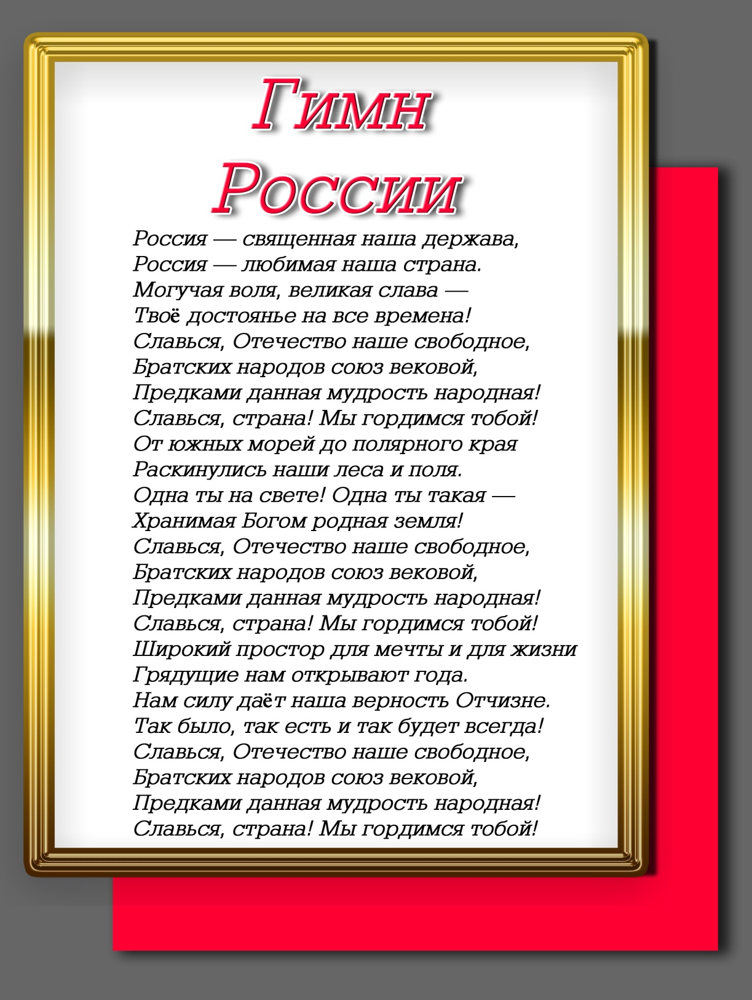 Гимн
России
Россия — священная наша держава,
Россия — любимая наша страна.
Могучая воля, великая слава —
Твоё достоянье на все времена!
Славься, Отечество наше свободное,
Братских народов союз вековой,
Предками данная мудрость народная!
Славься, страна! Мы гордимся тобой!
От южных морей до полярного края
Раскинулись наши леса и поля.
Одна ты на свете! Одна ты такая —
Хранимая Богом родная земля!
Славься, Отечество наше свободное,
Братских народов союз вековой,
Предками данная мудрость народная!
Славься, страна! Мы гордимся тобой!
Широкий простор для мечты и для жизни
Грядущие нам открывают года.
Нам силу даёт наша верность Отчизне.
Так было, так есть и так будет всегда!
Славься, Отечество наше свободное,
Братских народов союз вековой,
Предками данная мудрость народная!
Славься, страна! Мы гордимся тобой!